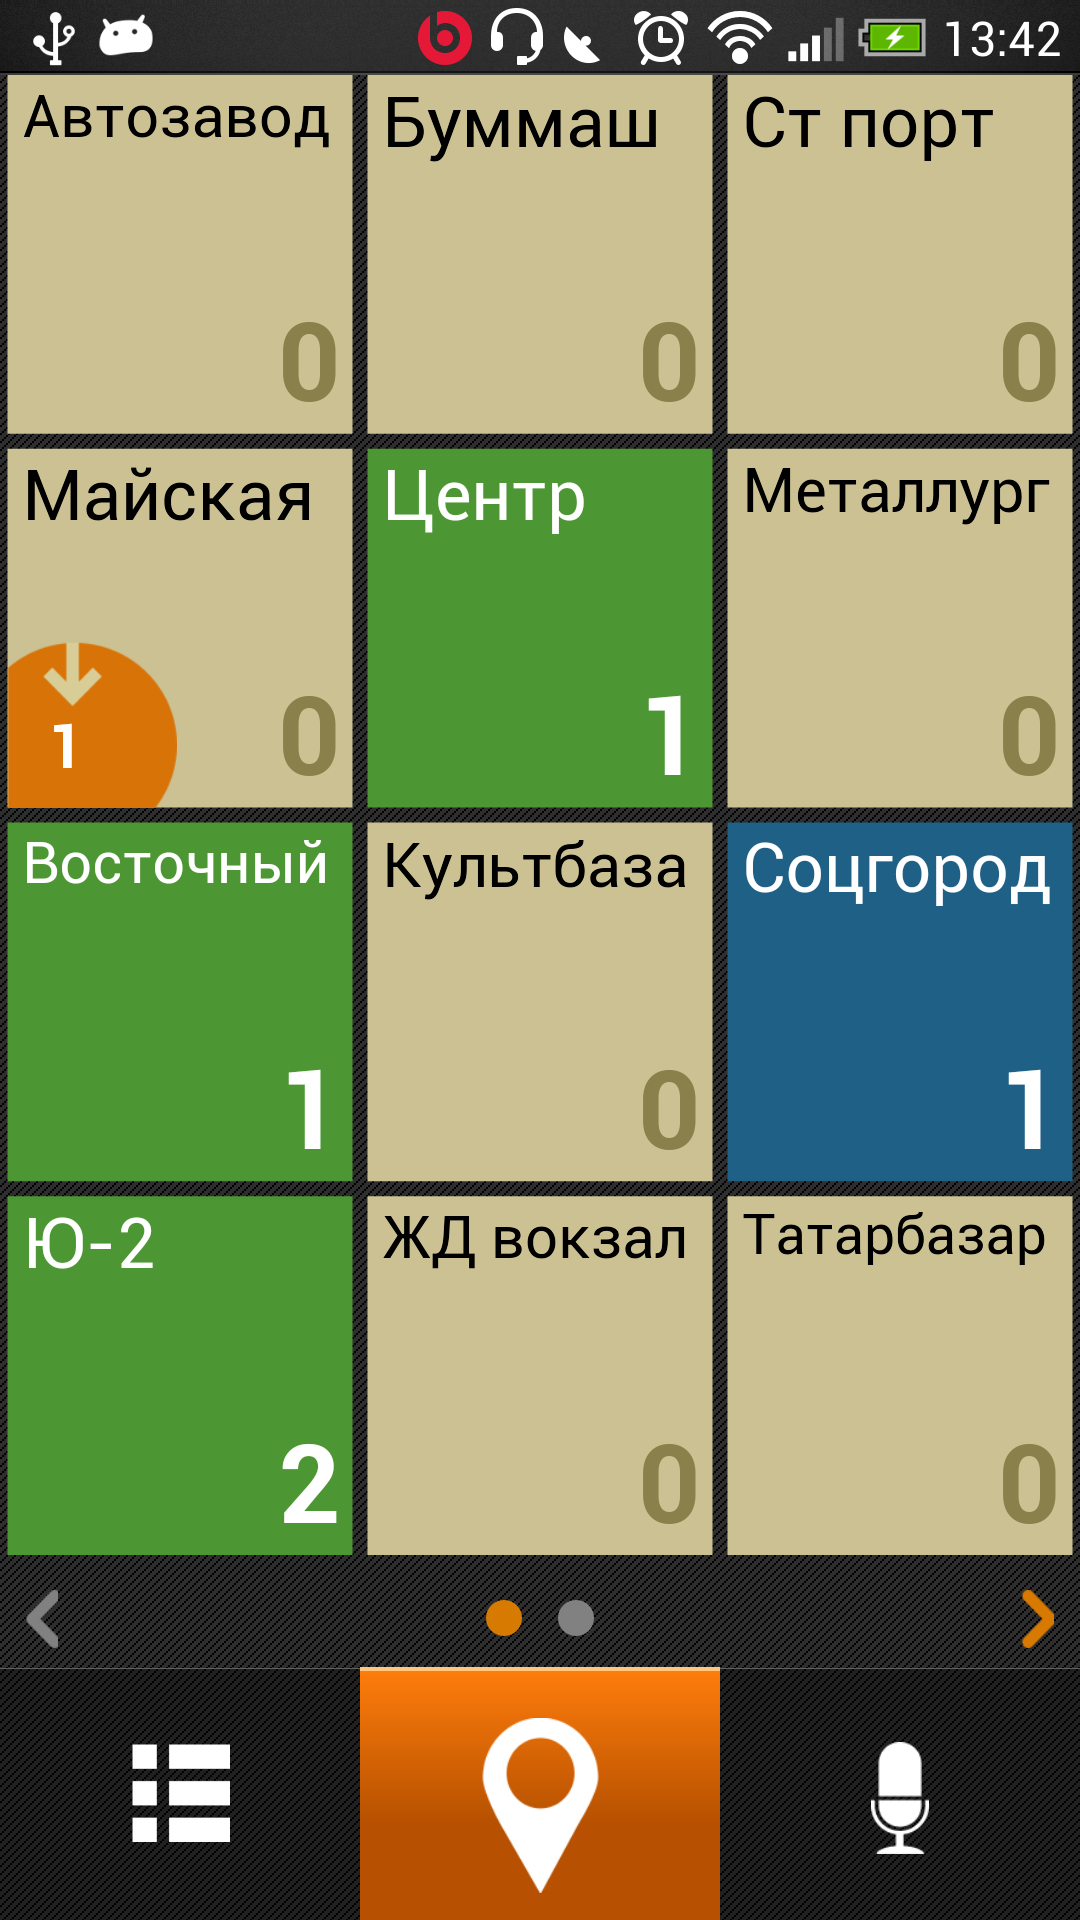 13:42
Автозавод
0
Буммаш
0
Ст порт
0
Майская
1
0
Центр
1
Металлург
0
Восточный
1
Культбаза
0
Соцгород
1
Ю-2
2
ЖД вокзал
0
Татарбазар
0